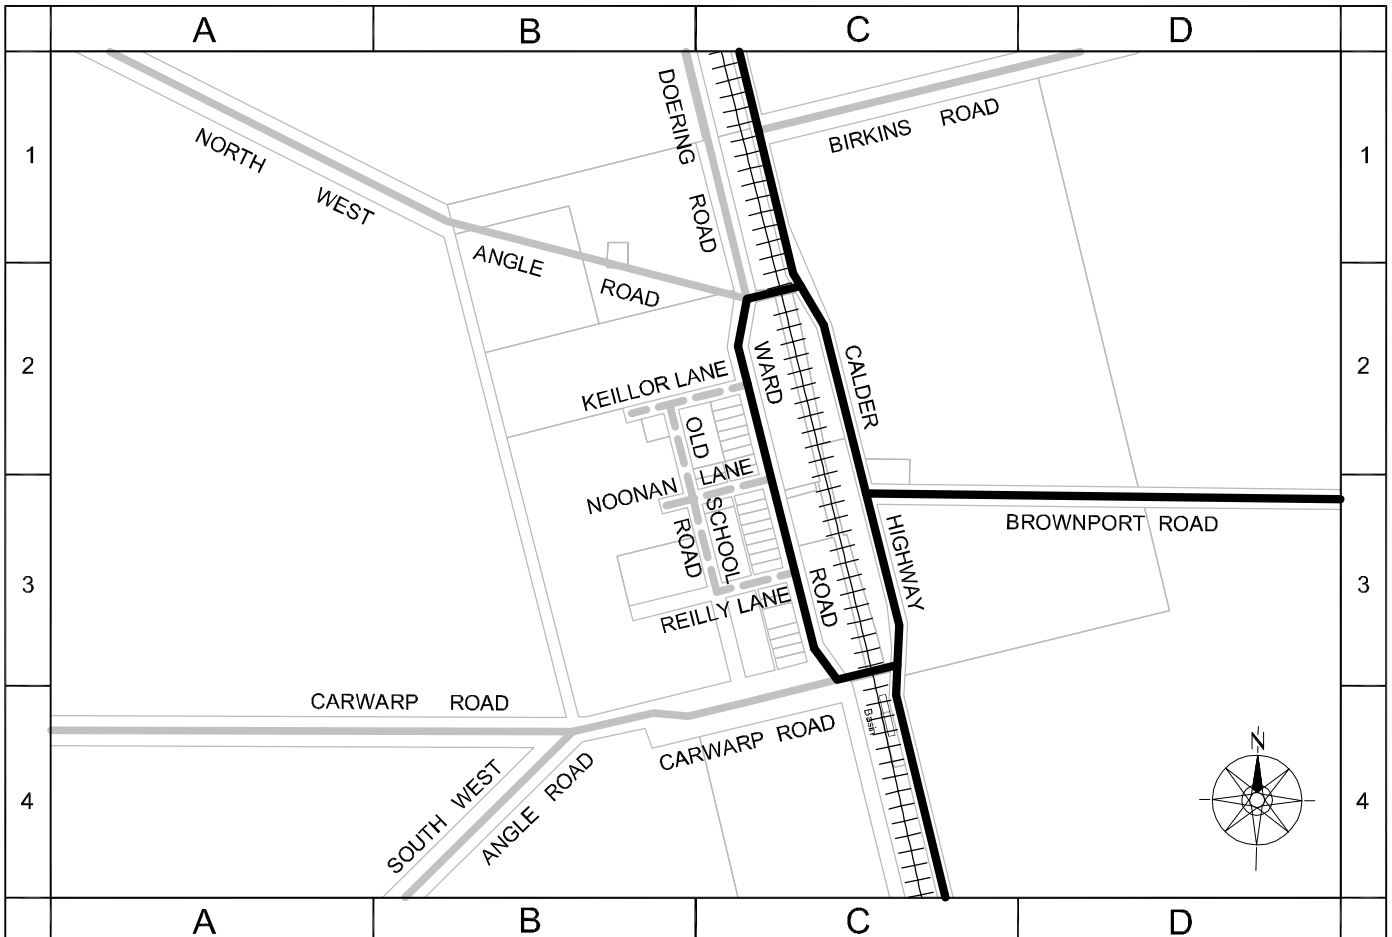 A B C D
1 1
DOERING ROAD
BIRKINS ROAD
NORTH WEST
ANGLE ROAD
2 2
KEILLOR LANE
WARD
CALDER
OLD
NOONAN LANE
SCHOOL
ROAD
BROWNPORT ROAD
HIGHWAY
3 3
REILLY LANE
ROAD
CARWARP ROAD
Basin
CARWARP ROAD
N
SOUTH WEST
ANGLE ROAD
4 4
A B C D